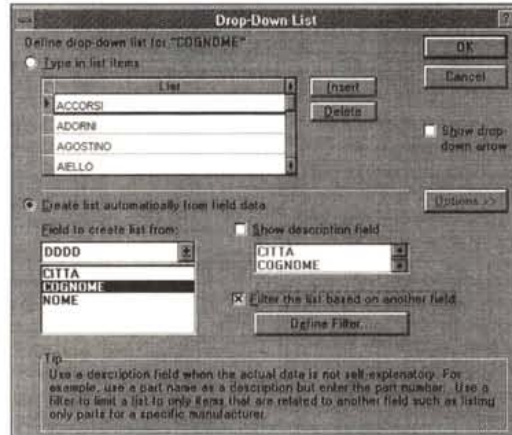 Drop-Down List
Define drop-down list for "COGNOME"
OK
Type in list items
Cancel
List
Insert
ACCORSI
Delete
ADORNI
AGOSTINO
Show drop-
down arrow
AIELLO
Create list automatically from field data
Options >>
Field to create list from:
Show description field
DDDD
CITTA
COGNOME
CITTA
COGNOME
NOME
Filter the list based on another field
Define Filter...
Tip
Use a description field when the actual data is not self-explanatory. For
example, use a part name as a description but enter the part number. Use a
filter to limit a list to only items that are related to another field such as listing
only parts for a specific manufacturer.